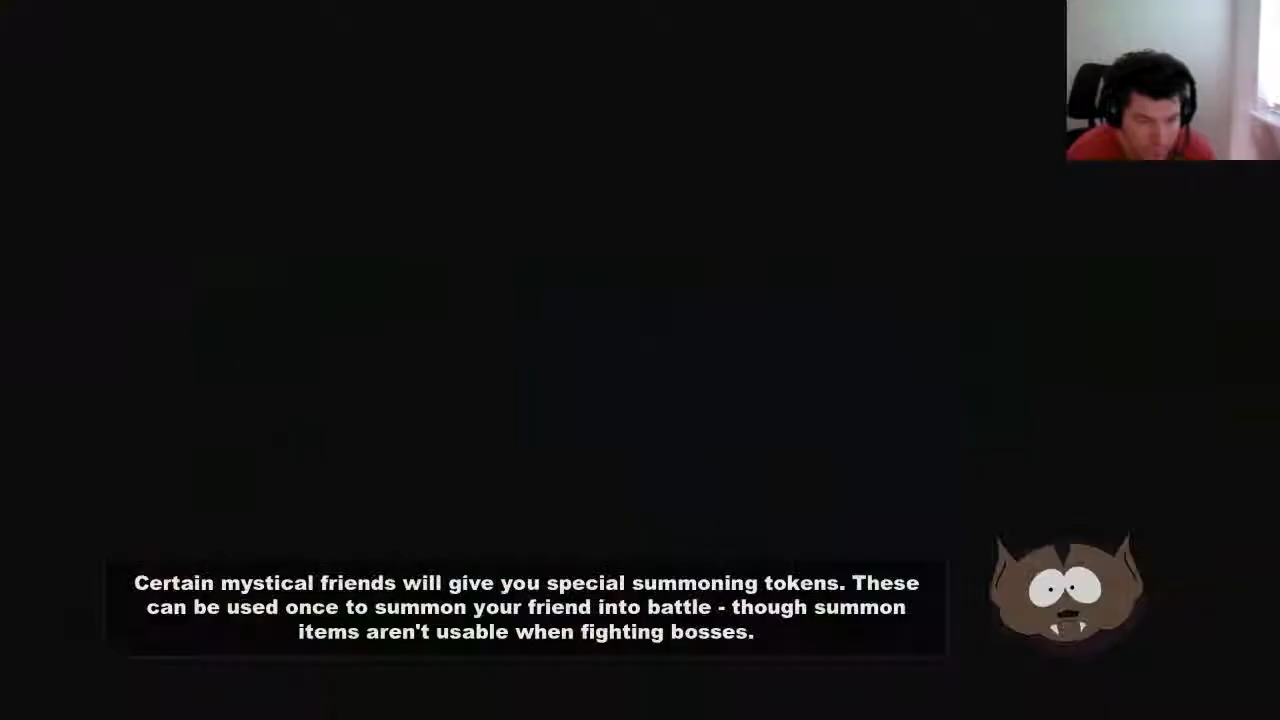 Certain mystical friends will give you special summoning tokens. These
can be used once to summon your friend into battle - though summon
items aren't usable when fighting bosses.